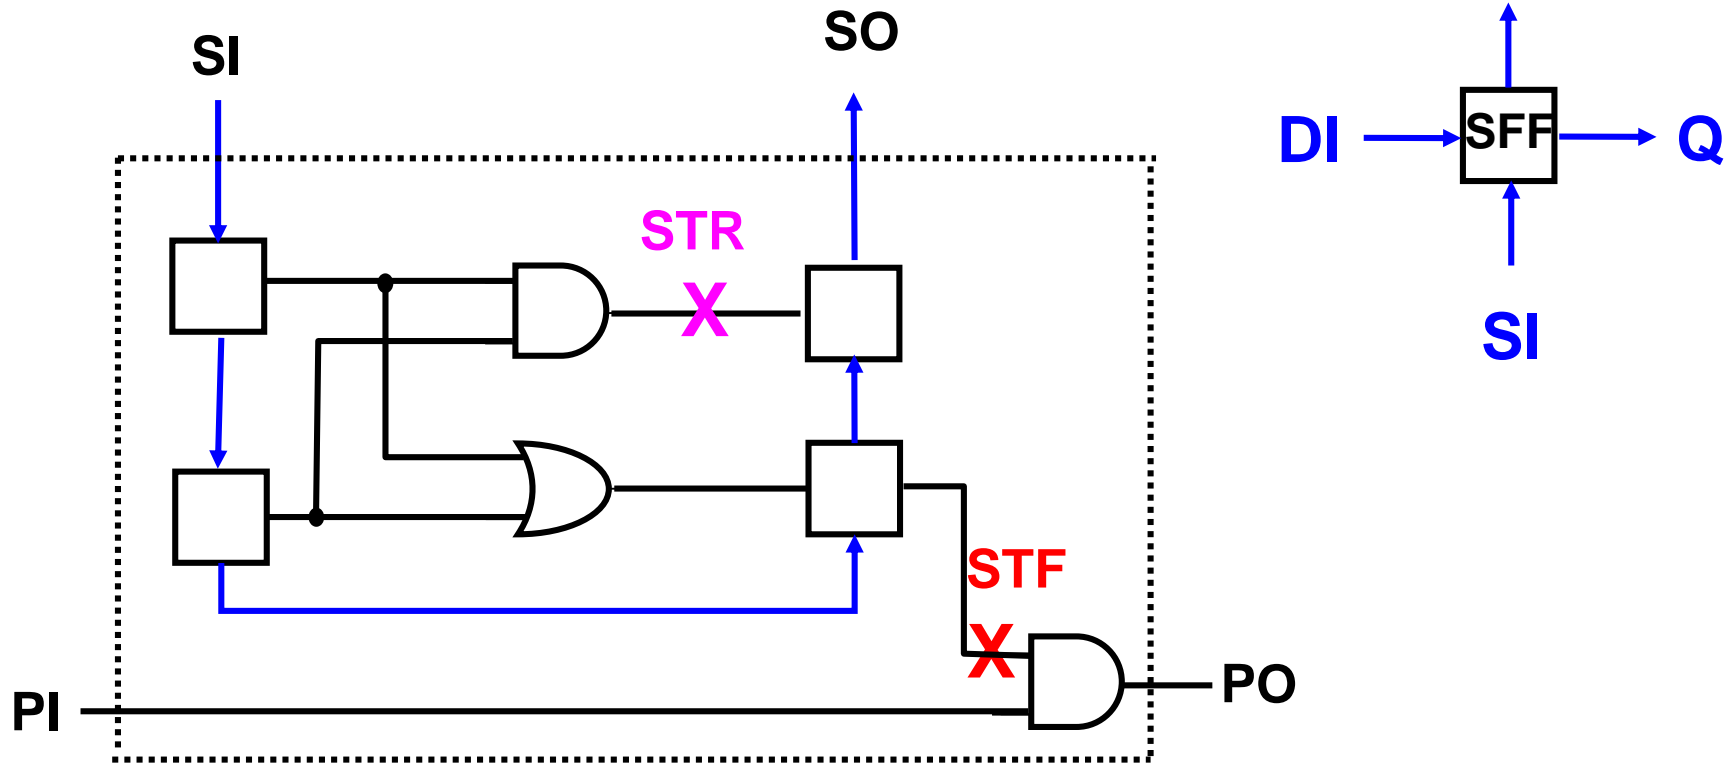 SI
SO
STR
X
STF
X
PI
PO
DI
SFF
Q
SI